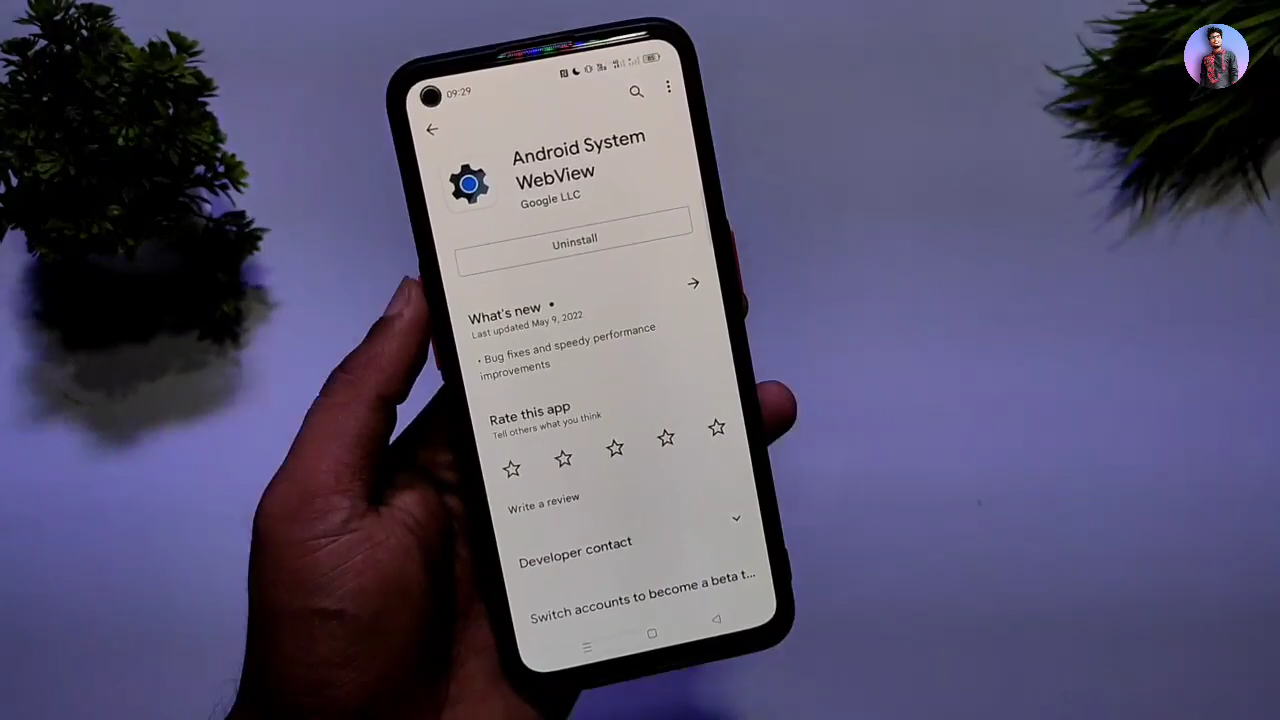 09:29
85
Android System
WebView
Google LLC
Uninstall
What's new •
Last updated May 9, 2022
• Bug fixes and speedy performance
improvements
Rate this app
Tell others what you think
Write a review
Developer contact
Switch accounts to become a beta t...